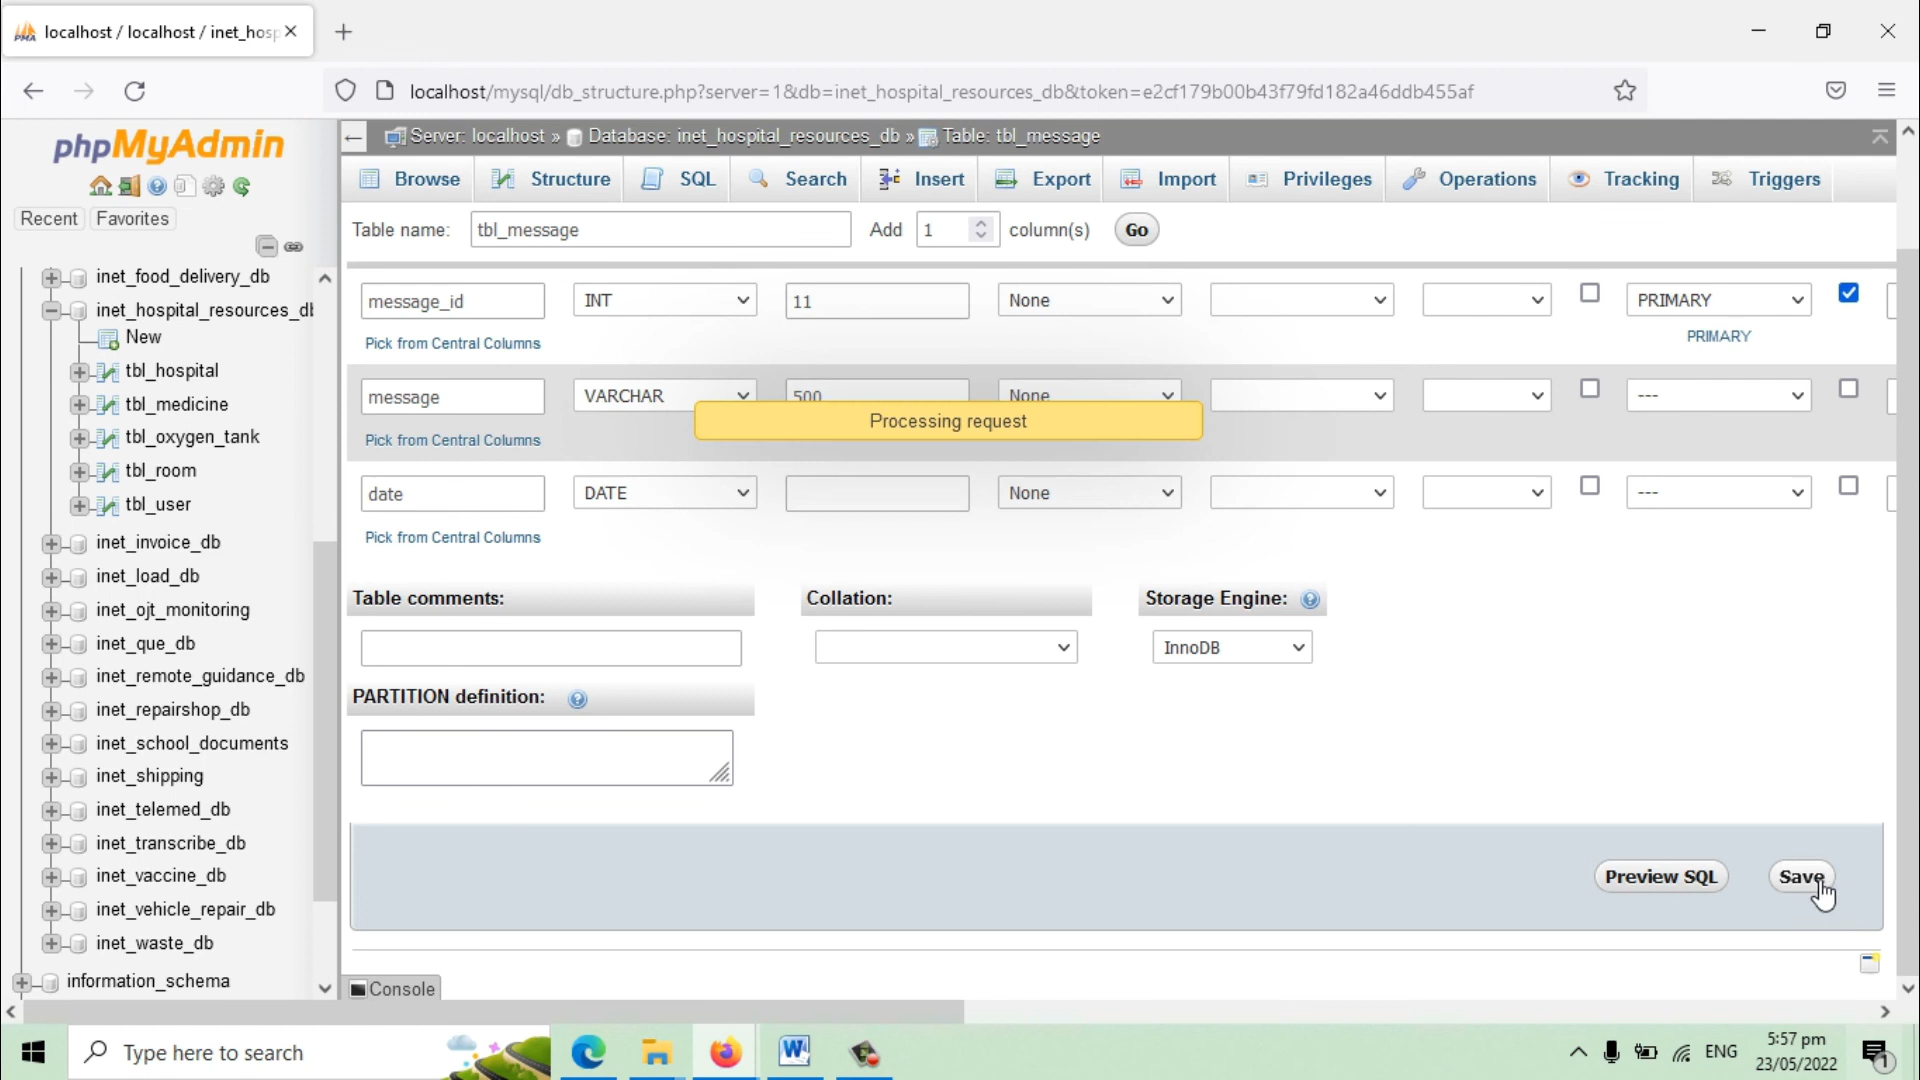 localhost / localhost / inet_hosp
localhost/mysql/db_structure.php?server=1&db=inet_hospital_resources_db&token=e2cf179b00b43f79fd182a46ddb455af
phpMyAdmin
Recent Favorites
inet_food_delivery_db
inet_hospital_resources_db
New
tbl_hospital
tbl_medicine
tbl_oxygen_tank
tbl_room
tbl_user
inet_invoice_db
inet_load_db
inet_ojt_monitoring
inet_que_db
inet_remote_guidance_db
inet_repairshop_db
inet_school_documents
inet_shipping
inet_telemed_db
inet_transcribe_db
inet_vaccine_db
inet_vehicle_repair_db
inet_waste_db
information_schema
Server: localhost » Database: inet_hospital_resources_db » Table: tbl_message
Browse Structure SQL Search Insert Export Import Privileges Operations Tracking Triggers
Table name: tbl_message Add 1 column(s) Go
message_id INT 11 None PRIMARY
Pick from Central Columns PRIMARY
message VARCHAR 500 None ---
Processing request
Pick from Central Columns
date DATE None ---
Pick from Central Columns
Table comments: Collation: Storage Engine:
InnoDB
PARTITION definition:
Preview SQL Save
Console
Type here to search
ENG
5:57 pm
23/05/2022
1